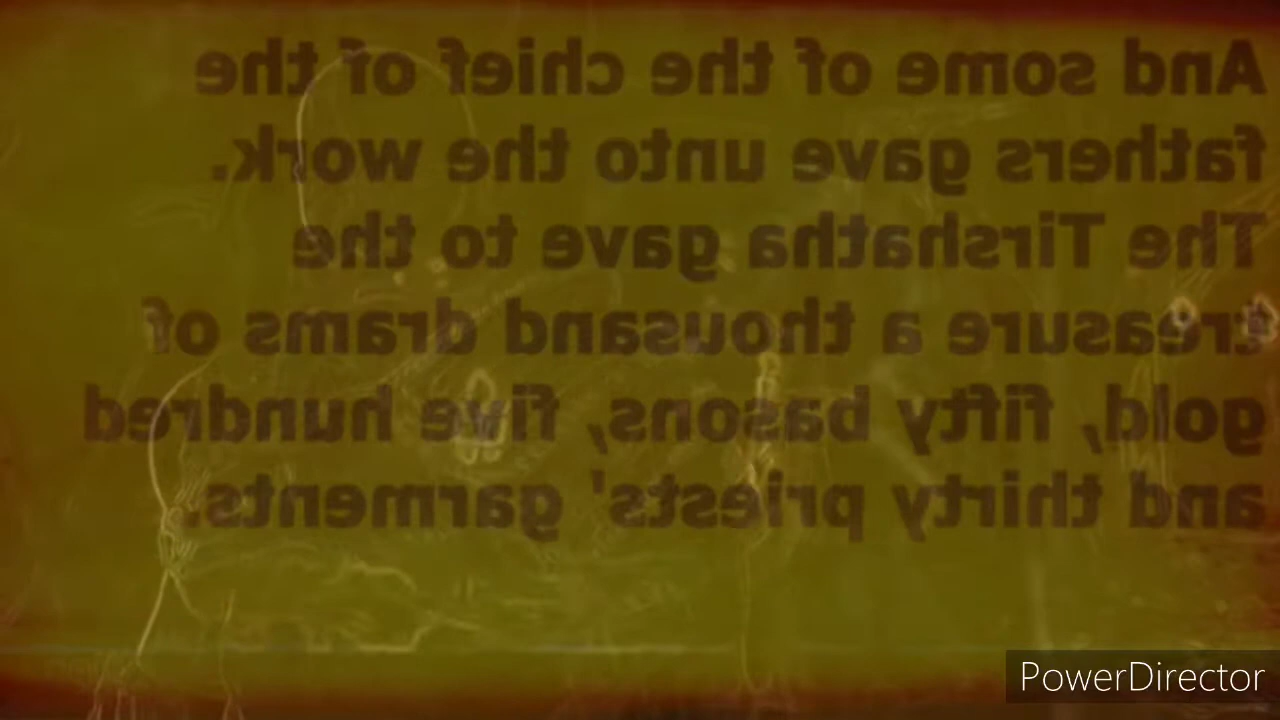 And some of the chief of the
fathers gave unto the work.
The Tirshatha gave to the
treasure a thousand drams of
gold, fifty basons, five hundred
and thirty priests' garments.
PowerDirector